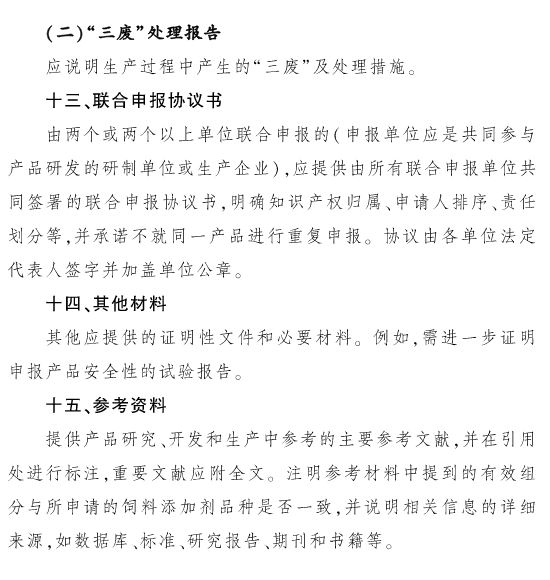 (二)“三废”处理报告
应说明生产过程中产生的“三废”及处理措施。
十三、联合申报协议书
由两个或两个以上单位联合申报的(申报单位应是共同参与
产品研发的研制单位或生产企业),应提供由所有联合申报单位共
同签署的联合申报协议书,明确知识产权归属、申请人排序、责任
划分等,并承诺不就同一产品进行重复申报。协议由各单位法定
代表人签字并加盖单位公章。
十四、其他材料
其他应提供的证明性文件和必要材料。例如,需进一步证明
申报产品安全性的试验报告。
十五、参考资料
提供产品研究、开发和生产中参考的主要参考文献,并在引用
处进行标注,重要文献应附全文。注明参考材料中提到的有效组
分与所申请的饲料添加剂品种是否一致,并说明相关信息的详细
来源,如数据库、标准、研究报告、期刊和书籍等。